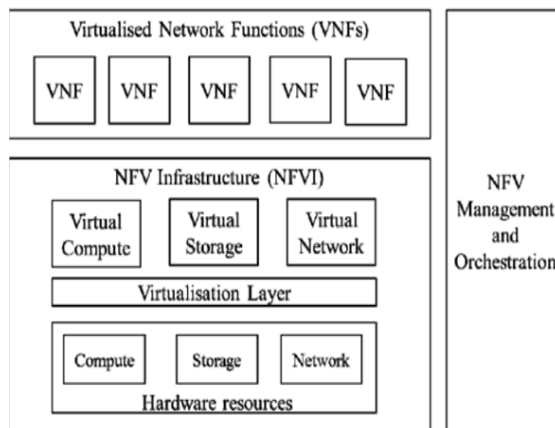 Virtualised Network Functions (VNFs)
VNF VNF VNF VNF VNF
NFV Infrastructure (NFVI)
Virtual Compute
Virtual Storage
Virtual Network
Virtualisation Layer
Compute Storage Network
Hardware resources
NFV
Management
and
Orchestration